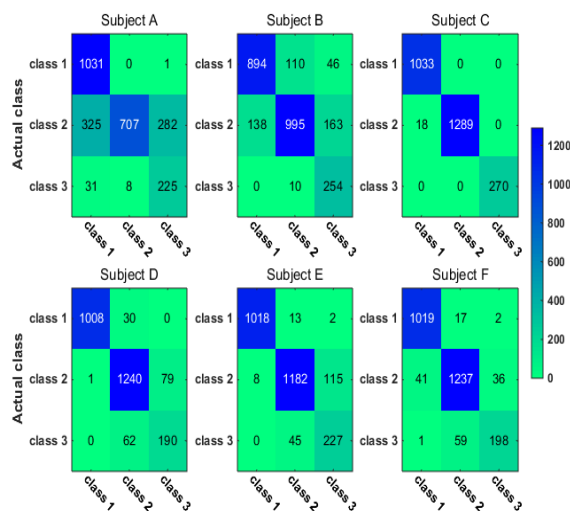 Subject A Subject B Subject C
class 1 1031 0 1 class 1 894 110 46 class 1 1033 0 0
Actual class
class 2 325 707 282 class 2 138 995 163 class 2 18 1289 0
class 3 31 8 225 class 3 0 10 254 class 3 0 0 270
class 1 class 2 class 3 class 1 class 2 class 3 class 1 class 2 class 3
1200
1000
800
600
400
200
0
Subject D Subject E Subject F
class 1 1008 30 0 class 1 1018 13 2 class 1 1019 17 2
Actual class
class 2 1 1240 79 class 2 8 1182 115 class 2 41 1237 36
class 3 0 62 190 class 3 0 45 227 class 3 1 59 198
class 1 class 2 class 3 class 1 class 2 class 3 class 1 class 2 class 3